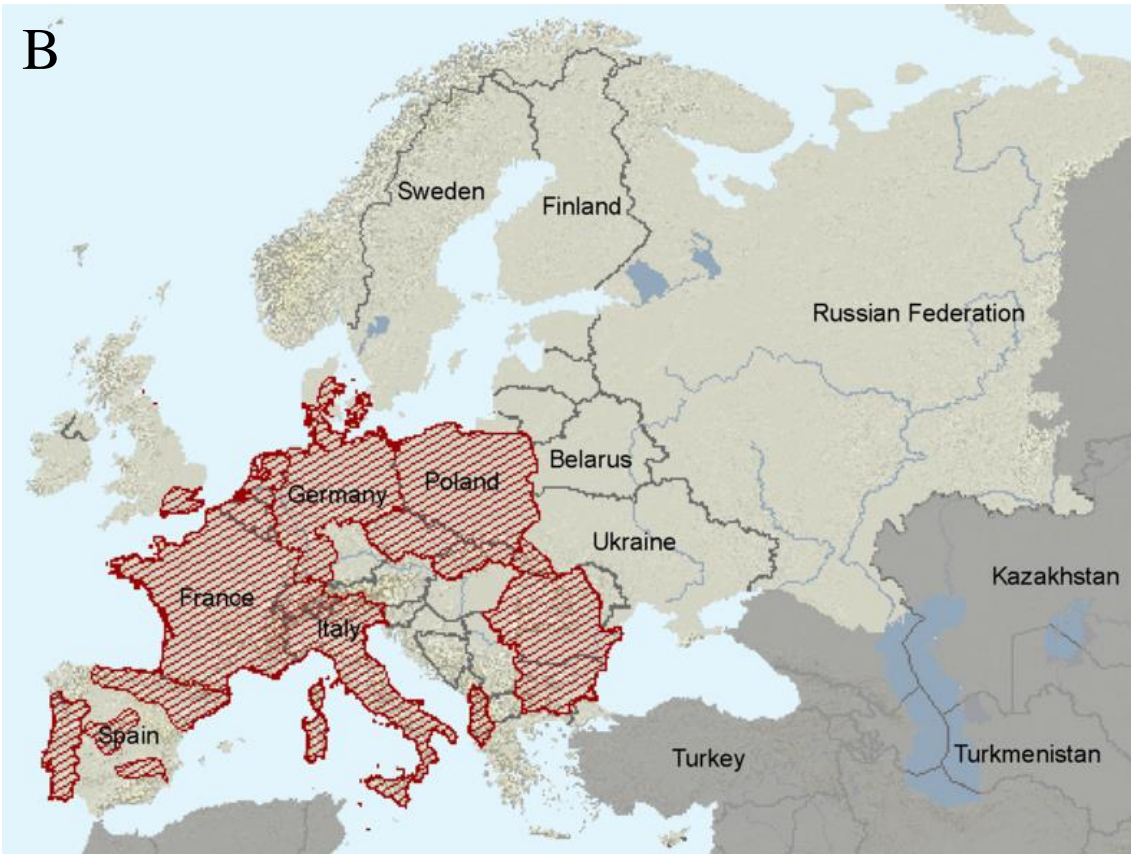 B
Sweden
Finland
Russian Federation
Belarus
Germany
Poland
Ukraine
Kazakhstan
France
Italy
Spain
Turkey
Turkmenistan